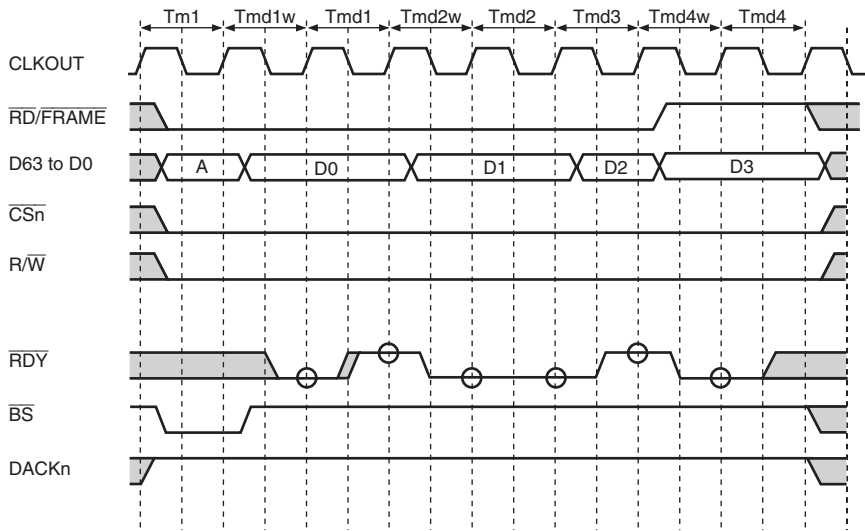 Tm1 Tmd1w Tmd1 Tmd2w Tmd2 Tmd3 Tmd4w Tmd4
CLKOUT
RD/FRAME
D63 to D0 A D0 D1 D2 D3
CSn
R/W
RDY
BS
DACKn